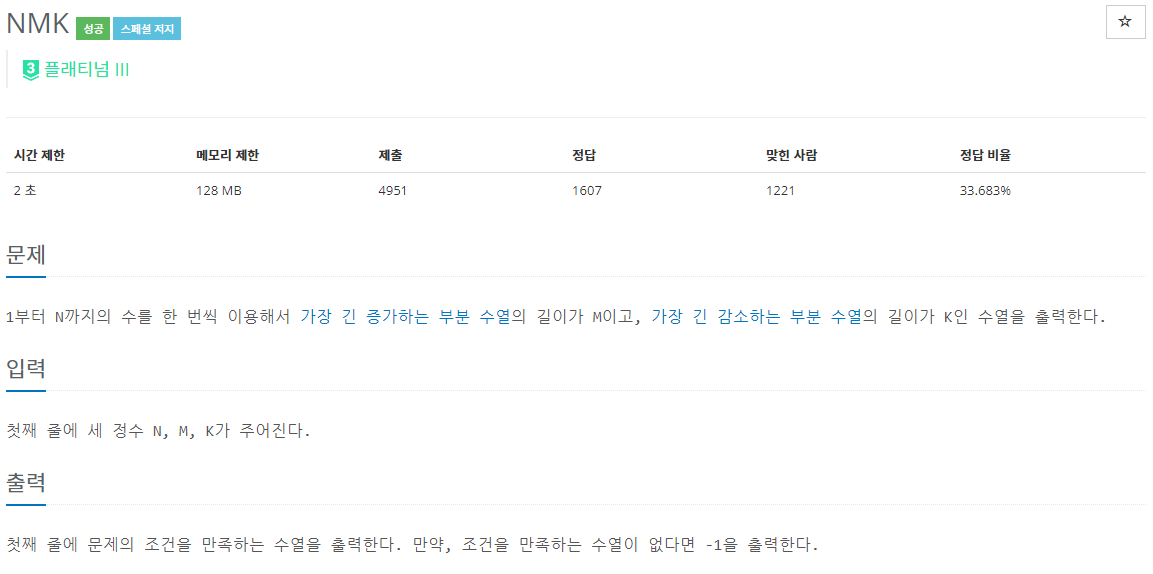 NMK 성공 스페셜 저지
☆
3 플래티넘 III
시간 제한 메모리 제한 제출 정답 맞힌 사람 정답 비율
2 초 128 MB 4951 1607 1221 33.683%
문제
1부터 N까지의 수를 한 번씩 이용해서 가장 긴 증가하는 부분 수열의 길이가 M이고, 가장 긴 감소하는 부분 수열의 길이가 K인 수열을 출력한다.
입력
첫째 줄에 세 정수 N, M, K가 주어진다.
출력
첫째 줄에 문제의 조건을 만족하는 수열을 출력한다. 만약, 조건을 만족하는 수열이 없다면 -1을 출력한다.